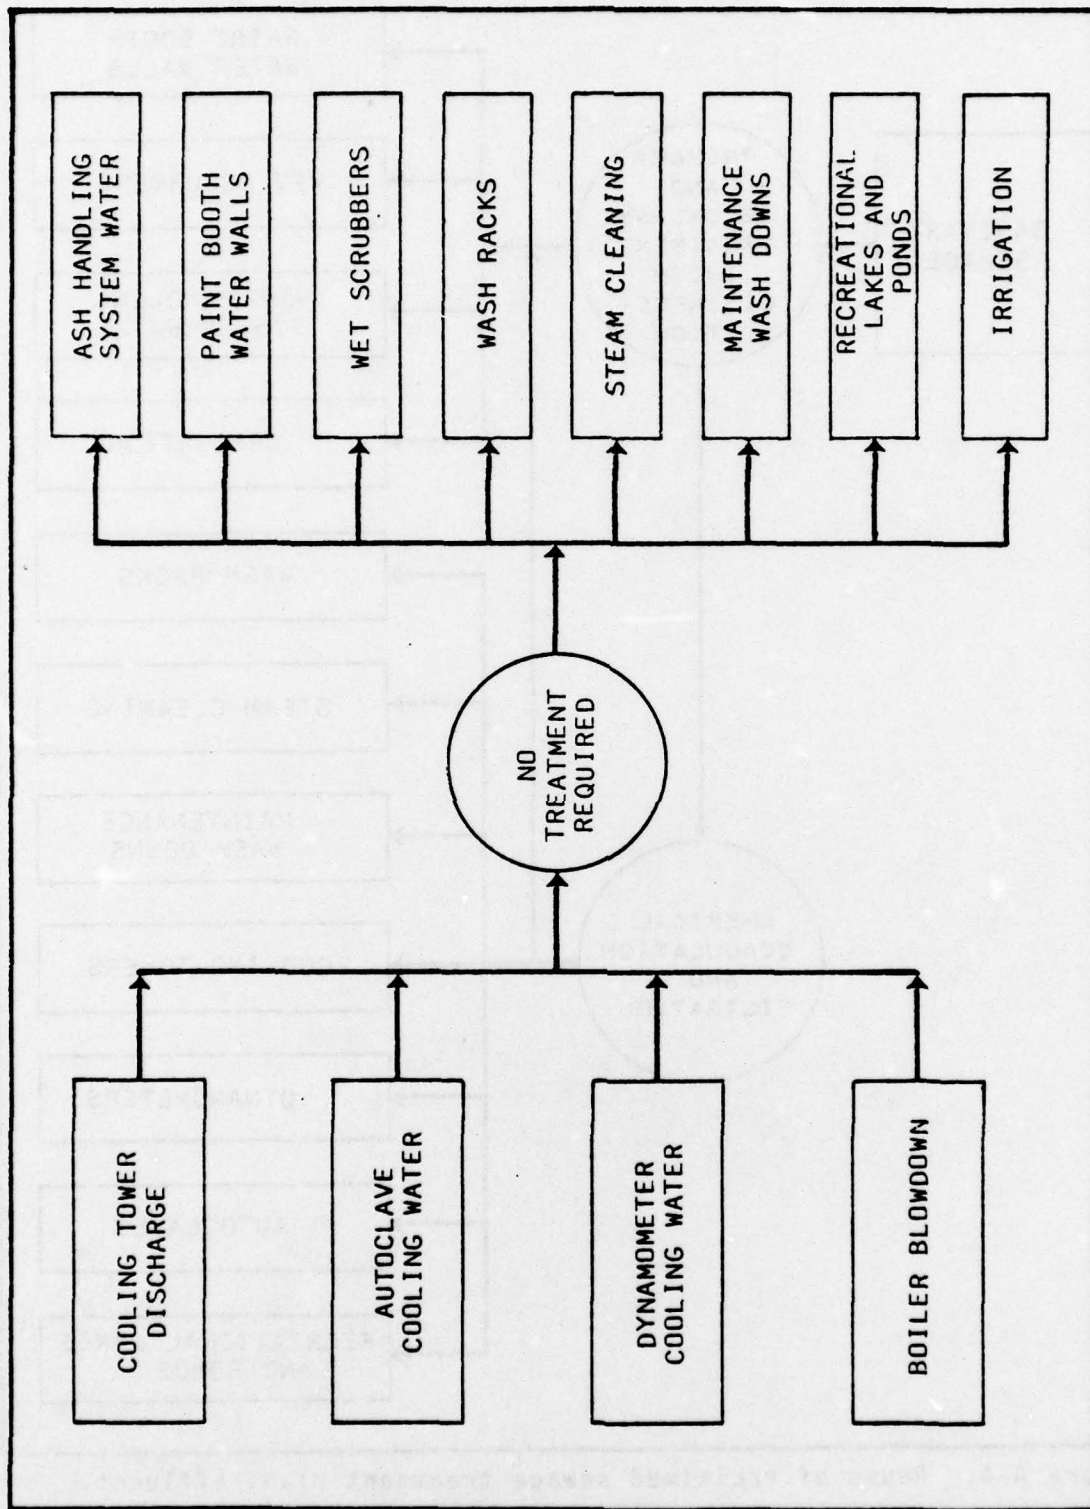 COOLING TOWER
DISCHARGE
AUTOCLAVE
COOLING WATER
DYNAMOMETER
COOLING WATER
BOILER BLOWDOWN
NO
TREATMENT
REQUIRED
ASH HANDLING
SYSTEM WATER
PAINT BOOTH
WATER WALLS
WET SCRUBBERS
WASH RACKS
STEAM CLEANING
MAINTENANCE
WASH DOWNS
RECREATIONAL
LAKES AND
PONDS
IRRIGATION